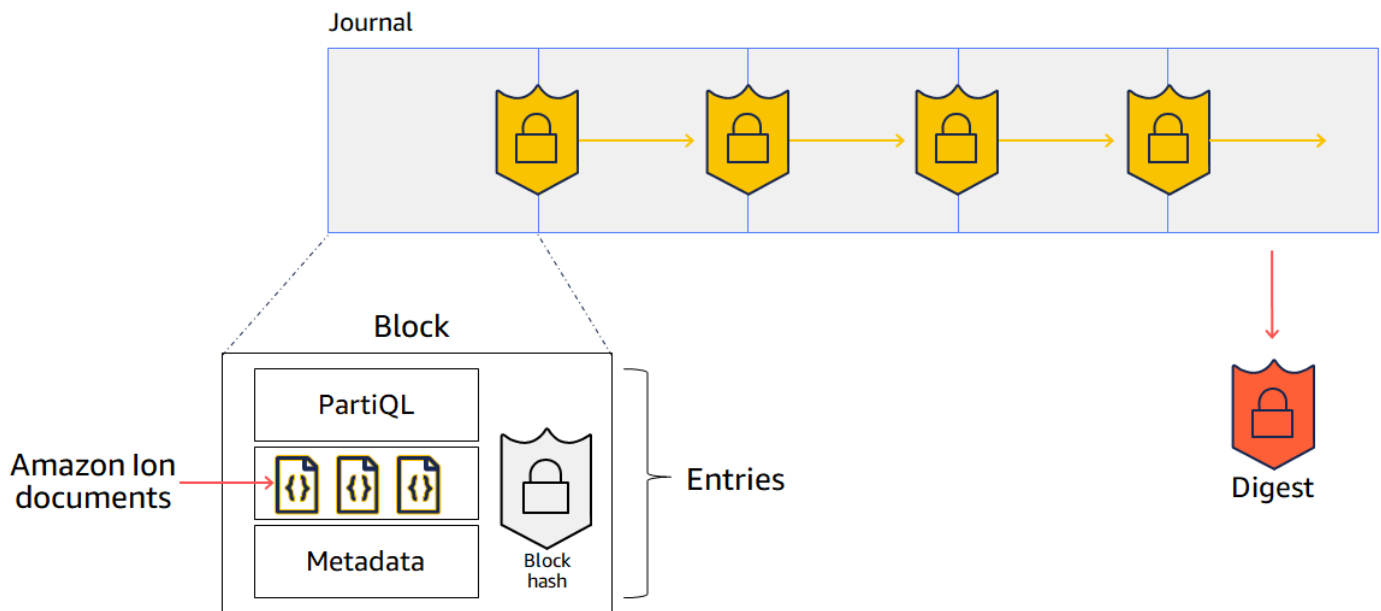 Journal
Block
PartiQL
Amazon Ion
documents
{} {} {}
Entries
Metadata
Block
hash
Digest